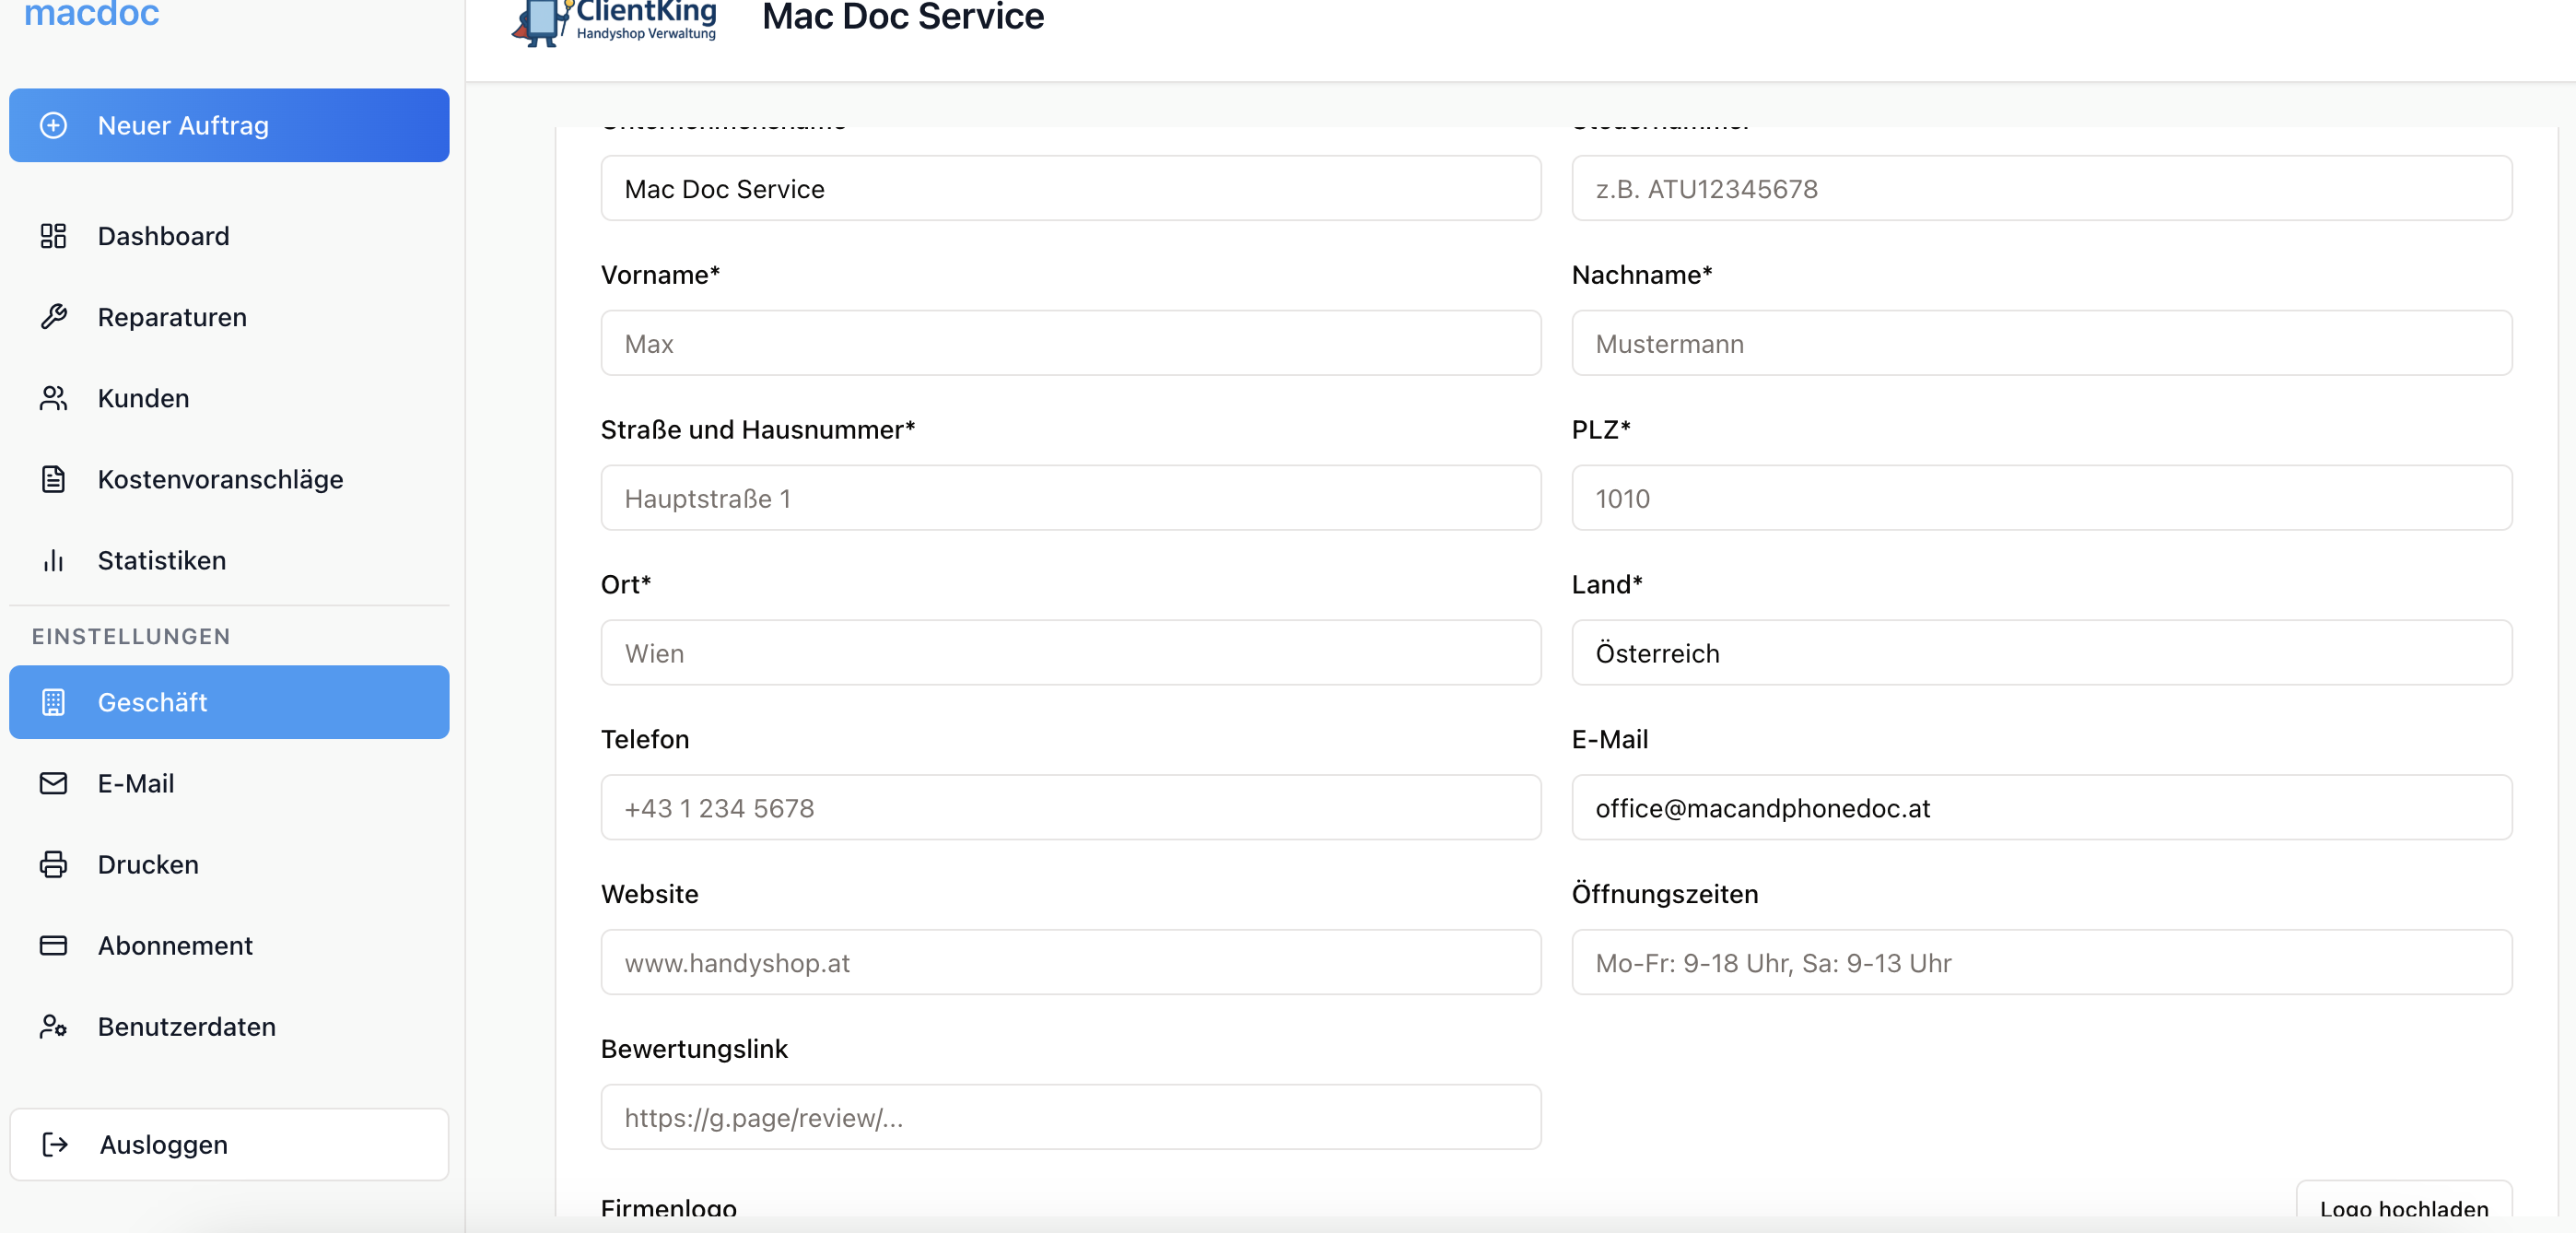 macdoc
Neuer Auftrag
Dashboard
Reparaturen
Kunden
Kostenvoranschläge
Statistiken
EINSTELLUNGEN
Geschäft
E-Mail
Drucken
Abonnement
Benutzerdaten
Ausloggen
ClientKing
Handyshop Verwaltung
Mac Doc Service
Unternehmensname
Steuernummer
Mac Doc Service
z.B. ATU12345678
Vorname*
Nachname*
Max
Mustermann
Straße und Hausnummer*
PLZ*
Hauptstraße 1
1010
Ort*
Land*
Wien
Österreich
Telefon
E-Mail
+43 1 234 5678
office@macandphonedoc.at
Website
Öffnungszeiten
www.handyshop.at
Mo-Fr: 9-18 Uhr, Sa: 9-13 Uhr
Bewertungslink
https://g.page/review/...
Firmenlogo
Logo hochladen